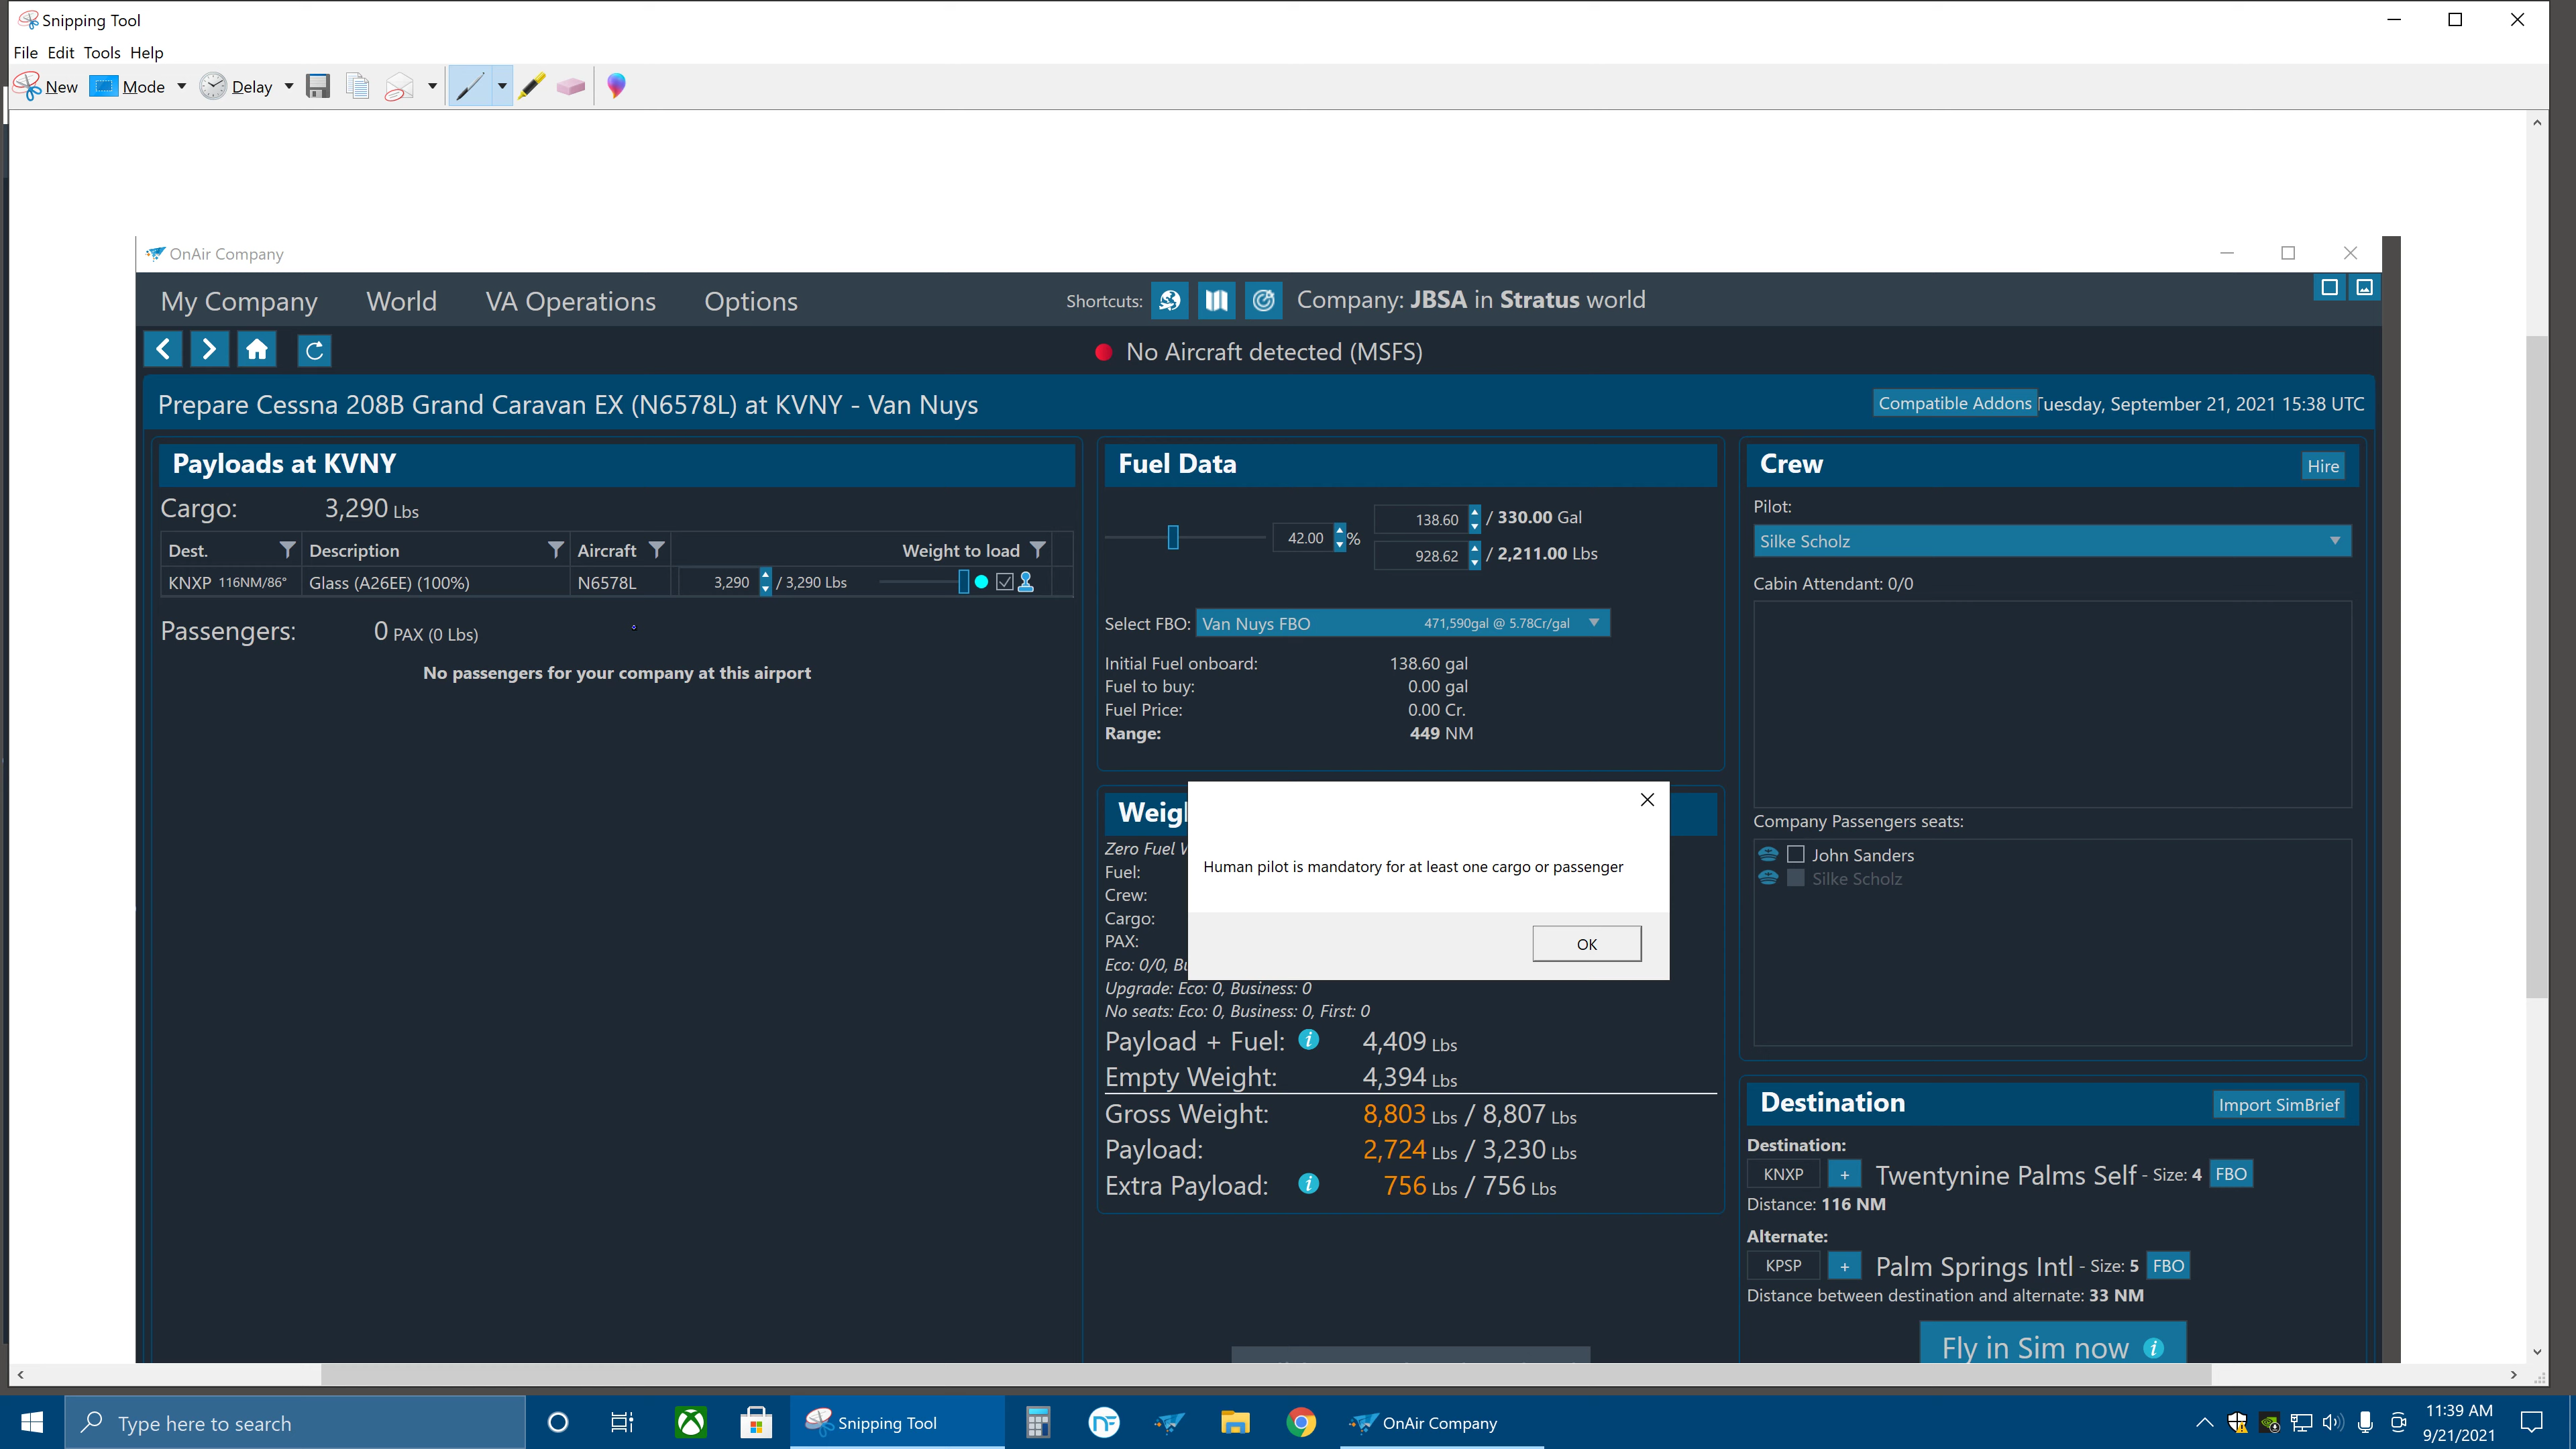 Snipping Tool
File Edit Tools Help
New Mode Delay
OnAir Company
My Company World VA Operations Options Shortcuts: Company: JBSA in Stratus world
No Aircraft detected (MSFS)
Prepare Cessna 208B Grand Caravan EX (N6578L) at KVNY - Van Nuys
Compatible Addons Tuesday, September 21, 2021 15:38 UTC
Payloads at KVNY
Cargo: 3,290 Lbs
Dest. Description Aircraft Weight to load
KNXP 116NM/86° Glass (A26EE) (100%) N6578L 3,290 / 3,290 Lbs
Passengers: 0 PAX (0 Lbs)
No passengers for your company at this airport
Fuel Data
42.00 %
138.60 / 330.00 Gal
928.62 / 2,211.00 Lbs
Select FBO: Van Nuys FBO 471,590gal @ 5.78Cr/gal
Initial Fuel onboard: 138.60 gal
Fuel to buy: 0.00 gal
Fuel Price: 0.00 Cr.
Range: 449 NM
Zero Fuel
Fuel:
Crew:
Cargo:
PAX:
Eco: 0/0,
Upgrade: Eco: 0, Business: 0
No seats: Eco: 0, Business: 0, First: 0
Payload + Fuel: i 4,409 Lbs
Empty Weight: 4,394 Lbs
Gross Weight: 8,803 Lbs / 8,807 Lbs
Payload: 2,724 Lbs / 3,230 Lbs
Extra Payload: i 756 Lbs / 756 Lbs
Human pilot is mandatory for at least one cargo or passenger
OK
Crew Hire
Pilot:
Silke Scholz
Cabin Attendant: 0/0
Company Passengers seats:
John Sanders
Silke Scholz
Destination Import SimBrief
Destination:
KNXP + Twentynine Palms Self - Size: 4 FBO
Distance: 116 NM
Alternate:
KPSP + Palm Springs Intl - Size: 5 FBO
Distance between destination and alternate: 33 NM
Fly in Sim now i
Type here to search
Snipping Tool
OnAir Company
11:39 AM
9/21/2021